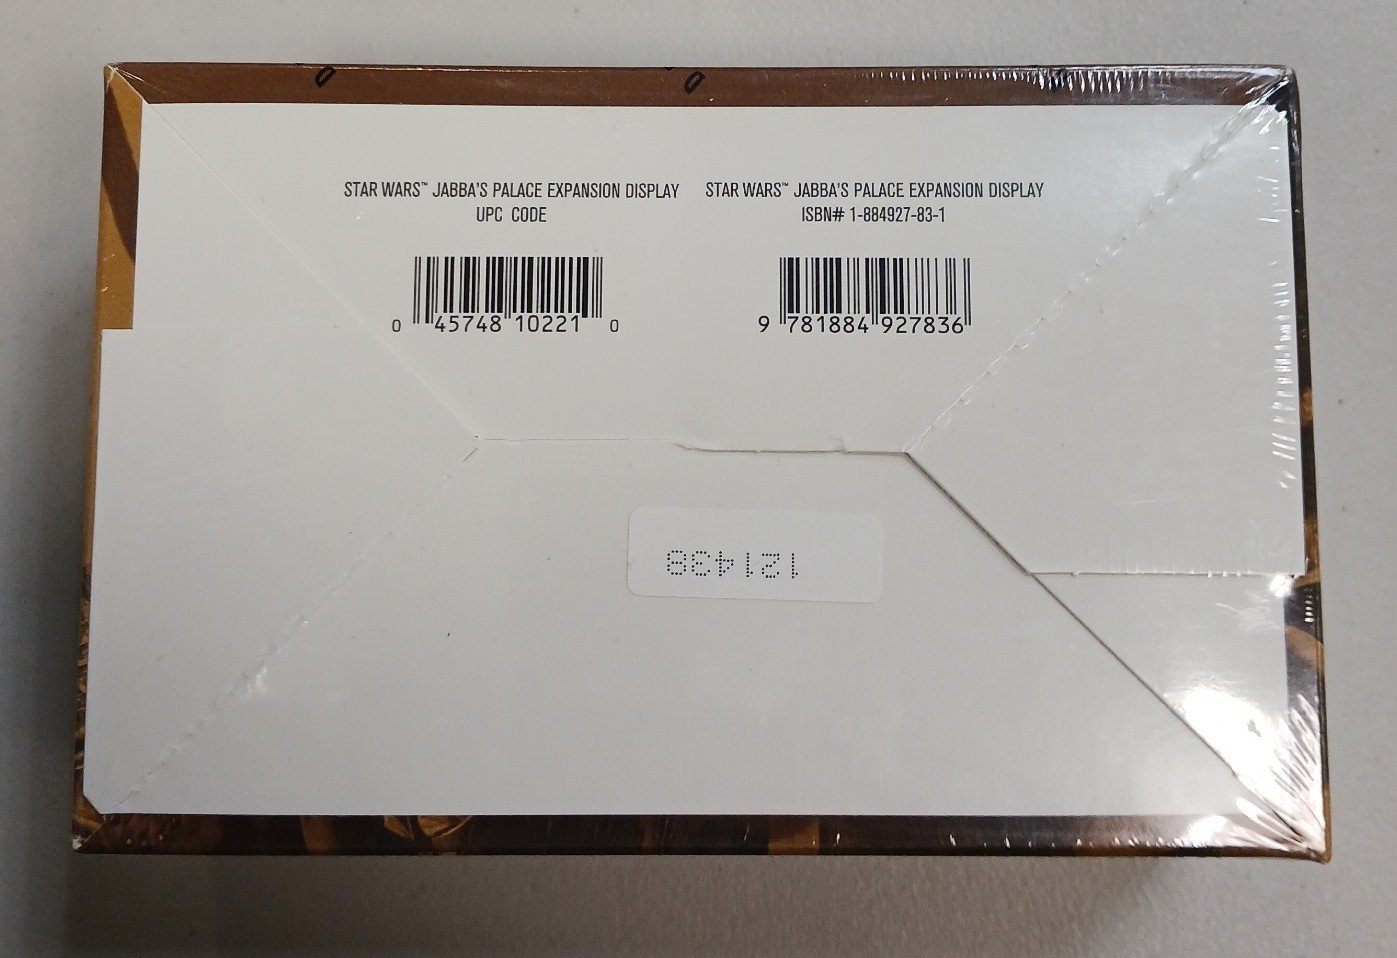 STAR WARS™ JABBA'S PALACE EXPANSION DISPLAY
UPC CODE
0 45748 10221 0
STAR WARS™ JABBA'S PALACE EXPANSION DISPLAY
ISBN# 1-884927-83-1
9 781884 927836
121438